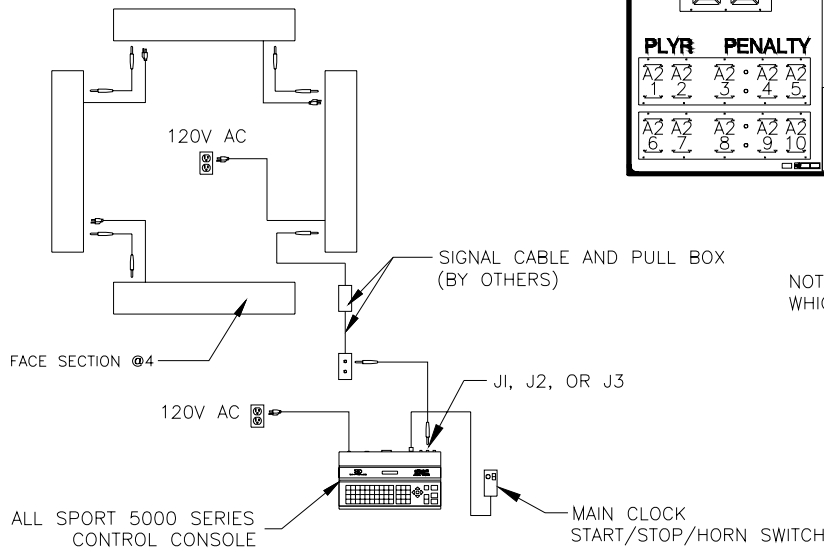 PLYR PENALTY
A2 A2 A2 A2 A2
1 2 3 4 5
A2 A2 A2 A2 A2
6 7 8 9 10
120V AC
SIGNAL CABLE AND PULL BOX
(BY OTHERS)
NOT
WHIC
FACE SECTION @4
J1, J2, OR J3
120V AC
ALL SPORT 5000 SERIES
CONTROL CONSOLE
MAIN CLOCK
START/STOP/HORN SWITCH